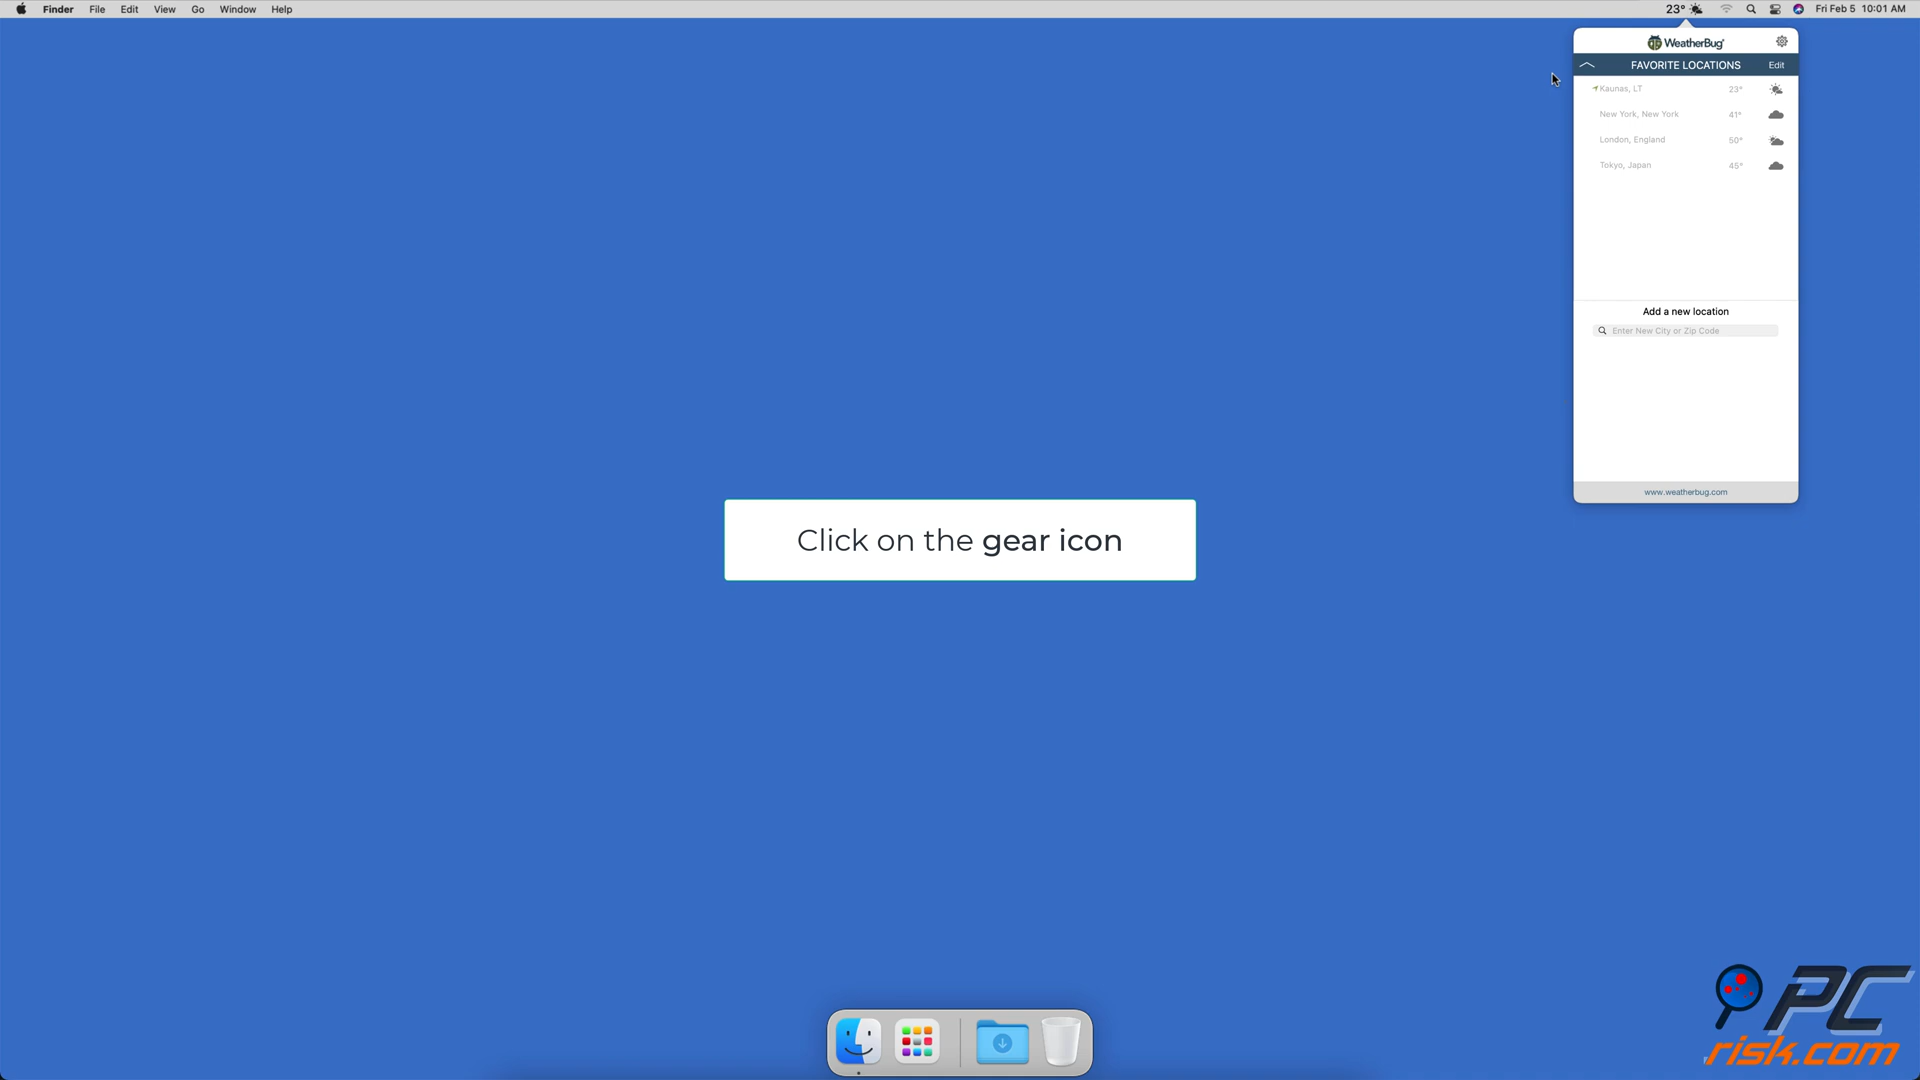 Finder File Edit View Go Window Help 23° Fri Feb 5 10:01 AM
WeatherBug
FAVORITE LOCATIONS Edit
Kaunas, LT 23°
New York, New York 41°
London, England 50°
Tokyo, Japan 45°
Add a new location
Enter New City or Zip Code
www.weatherbug.com
Click on the gear icon
PC
risk.com